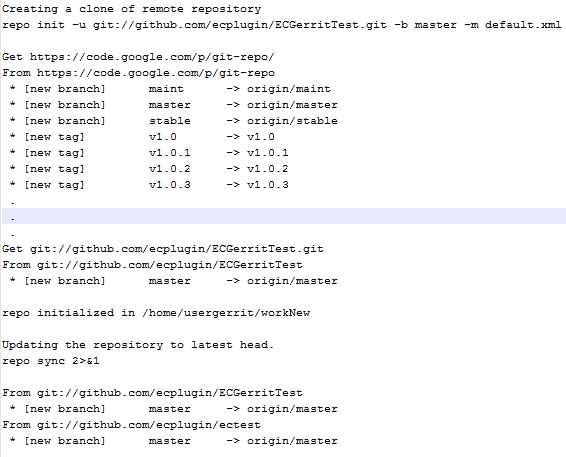 Creating a clone of remote repository
repo init -u git://github.com/ecplugin/ECGerritTest.git -b master -m default.xml
Get https://code.google.com/p/git-repo/
From https://code.google.com/p/git-repo
* [new branch] maint -> origin/maint
* [new branch] master -> origin/master
* [new branch] stable -> origin/stable
* [new tag] v1.0 -> v1.0
* [new tag] v1.0.1 -> v1.0.1
* [new tag] v1.0.2 -> v1.0.2
* [new tag] v1.0.3 -> v1.0.3
.
.
.
Get git://github.com/ecplugin/ECGerritTest.git
From git://github.com/ecplugin/ECGerritTest
* [new branch] master -> origin/master
repo initialized in /home/usergerrit/workNew
Updating the repository to latest head.
repo sync 2>&1
From git://github.com/ecplugin/ECGerritTest
* [new branch] master -> origin/master
From git://github.com/ecplugin/ectest
* [new branch] master -> origin/master